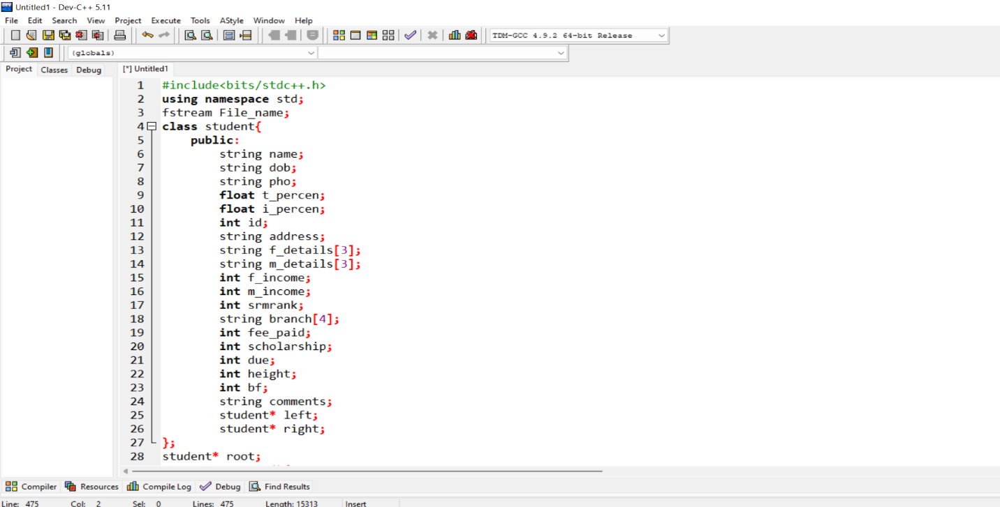 Untitled1 - Dev-C++ 5.11
File Edit Search View Project Execute Tools AStyle Window Help
TDM-GCC 4.9.2 64-bit Release
(globals)
Project Classes Debug [*] Untitled1
1 #include<bits/stdc++.h>
2 using namespace std;
3 fstream File_name;
4 class student{
5 public:
6 string name;
7 string dob;
8 string pho;
9 float t_percen;
10 float i_percen;
11 int id;
12 string address;
13 string f_details[3];
14 string m_details[3];
15 int f_income;
16 int m_income;
17 int srmrank;
18 string branch[4];
19 int fee_paid;
20 int scholarship;
21 int due;
22 int height;
23 int bf;
24 string comments;
25 student* left;
26 student* right;
27 };
28 student* root;
Compiler Resources Compile Log Debug Find Results
Line: 475 Col: 2 Sel: 0 Lines: 475 Length: 15313 Insert